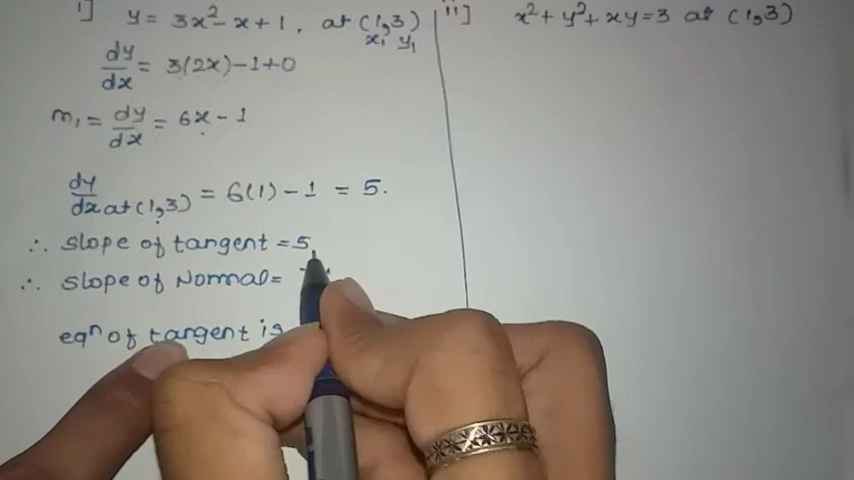 i] y = 3x² - x + 1 , at (1,3)
x₁ y₁
dy/dx = 3(2x) - 1 + 0
m₁ = dy/dx = 6x - 1
dy/dx at (1,3) = 6(1) - 1 = 5.
∴ slope of tangent = 5
∴ slope of Normal =
eqⁿ of tangent is
ii] x² + y² + xy = 3 at (1,3)